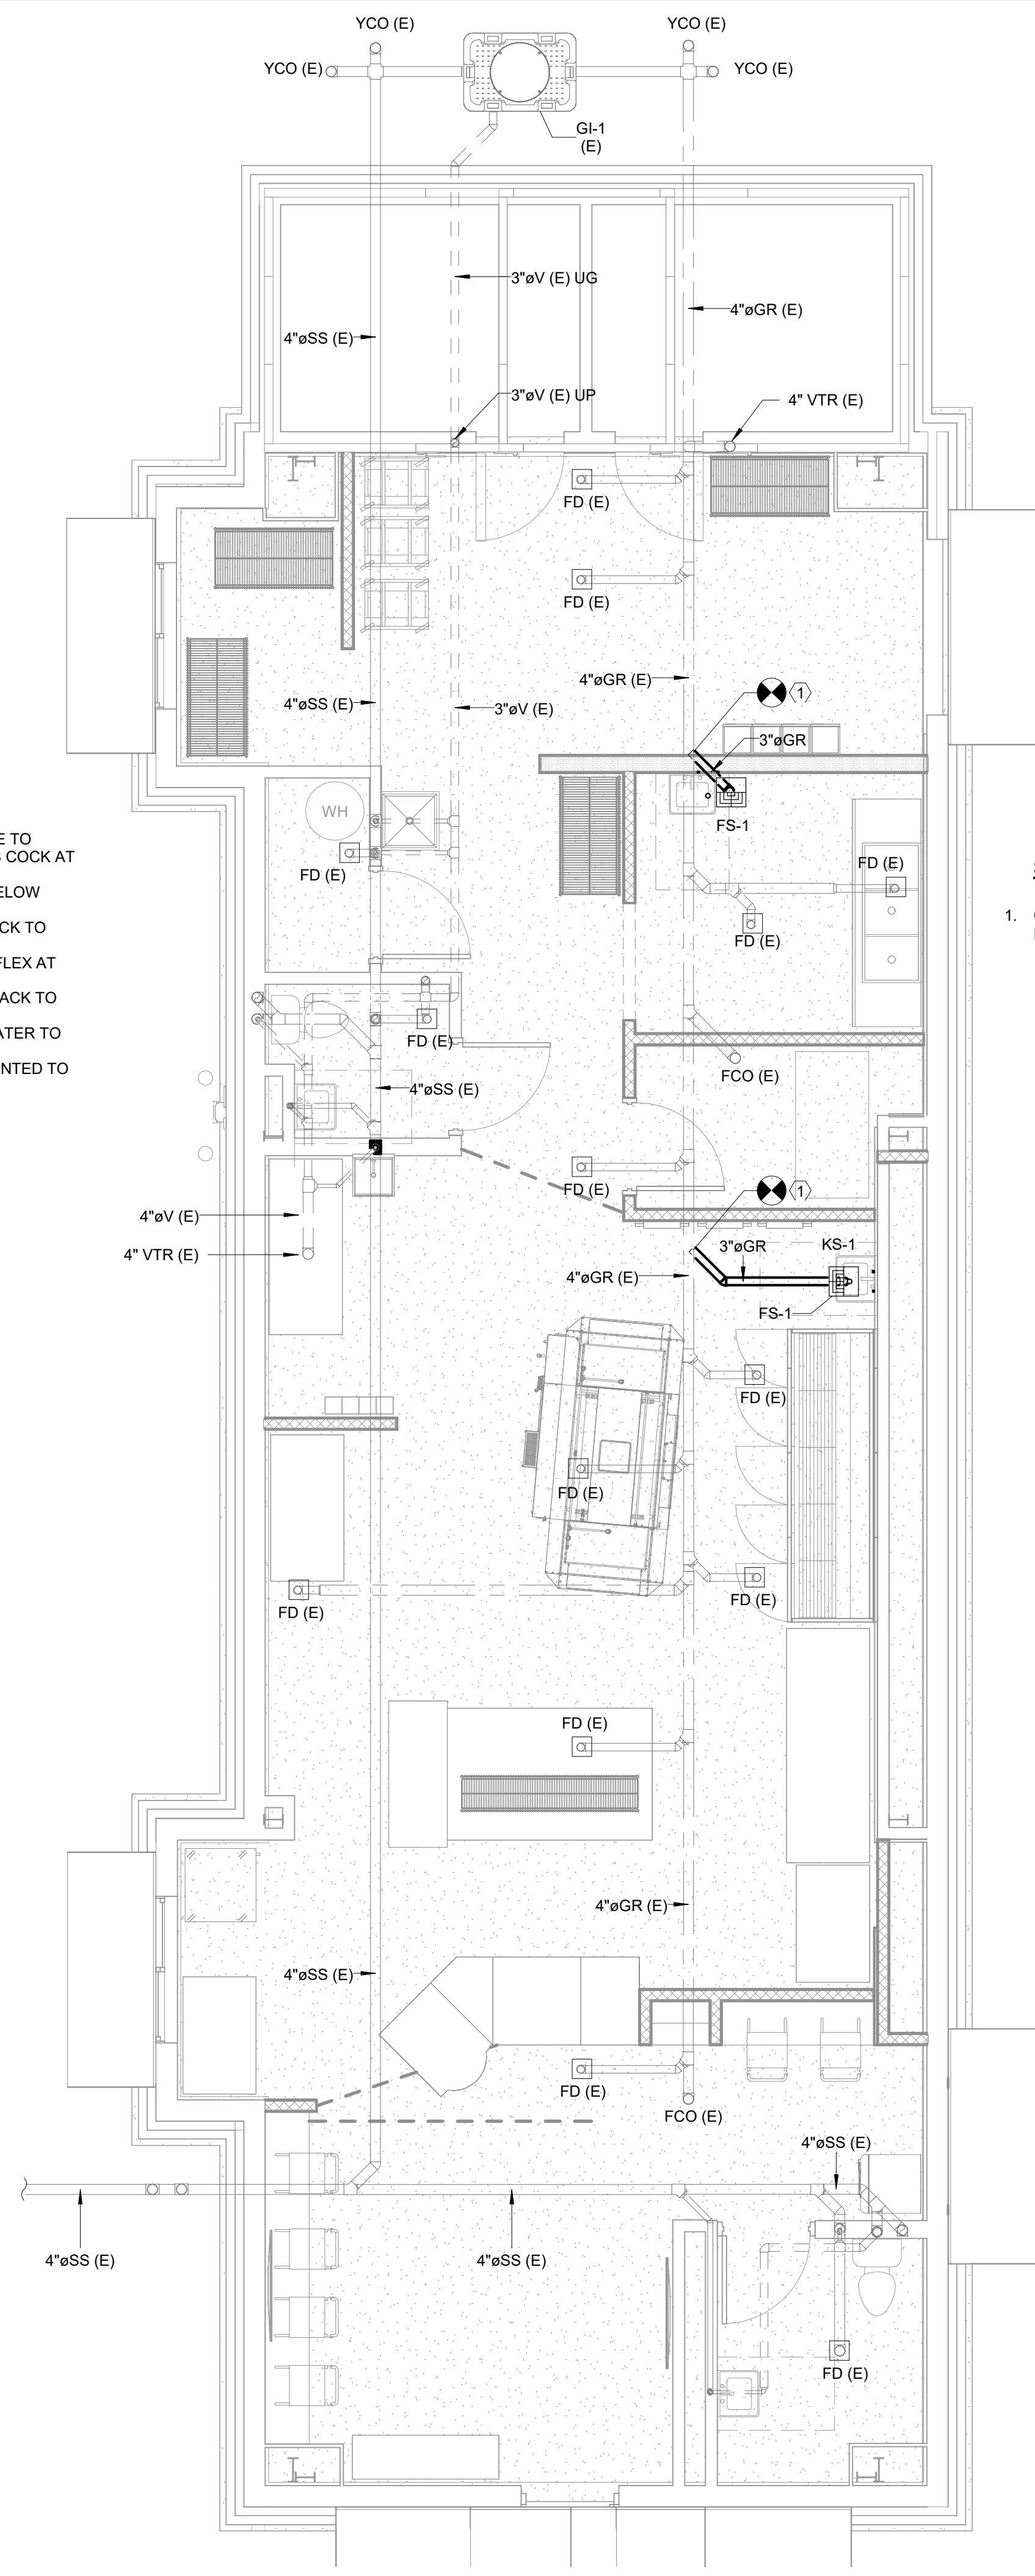 YCO (E)
YCO (E)
YCO (E)
YCO (E)
GI-1
(E)
3"øV (E) UG
4"øGR (E)
4"øSS (E)
3"øV (E) UP
4" VTR (E)
FD (E)
FD (E)
4"øGR (E)
1
4"øSS (E)
3"øV (E)
3"øGR
WH
FS-1
E TO
COCK AT
FD (E)
FD (E)
ELOW
1.
CK TO
FD (E)
FLEX AT
ACK TO
ATER TO
FD (E)
NTED TO
FCO (E)
4"øSS (E)
FD (E)
1
4"øV (E)
4" VTR (E)
3"øGR
KS-1
4"øGR (E)
FS-1
FD (E)
FD (E)
FD (E)
FD (E)
FD (E)
4"øGR (E)
4"øSS (E)
FD (E)
FCO (E)
4"øSS (E)
4"øSS (E)
4"øSS (E)
FD (E)